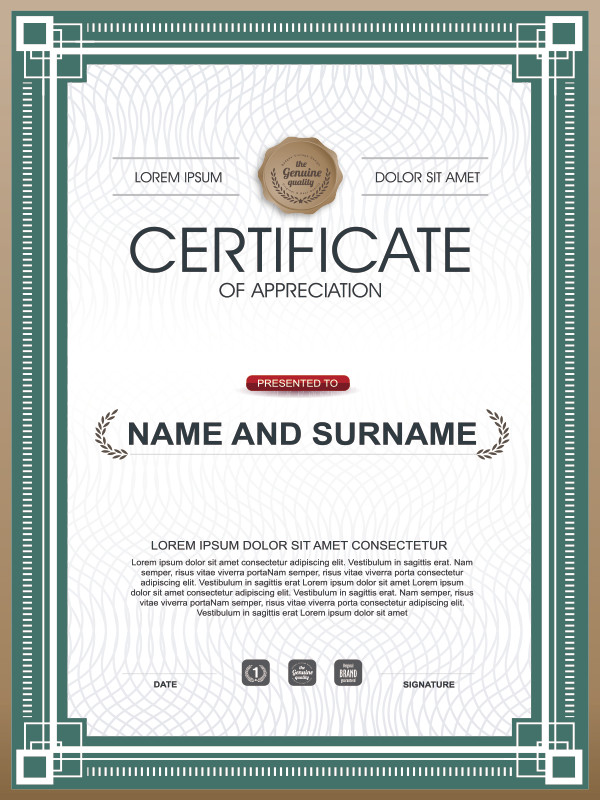 the
Genuine
quality
LOREM IPSUM
DOLOR SIT AMET
CERTIFICATE
OF APPRECIATION
PRESENTED TO
NAME AND SURNAME
LOREM IPSUM DOLOR SIT AMET CONSECTETUR
Lorem ipsum dolor sit amet consectetur adipiscing elit. Vestibulum in sagittis erat. Nam
semper, risus vitae portaNam semper, risus vitae viverra porta consectetur
adipiscing elit. Vestibulum in sagittis erat Lorem ipsum dolor sit amet
dolor sit amet consectetur adipiscing elit. Vestibulum in sagittis erat. Nam semper, risus
vitae viverra portaNam semper, risus vitae viverra porta consectetur adipiscing elit.
Vestibulum in sagittis erat Lorem ipsum dolor sit amet
DATE
1
the
Genuine
quality
Original
BRAND
guaranteed
SIGNATURE